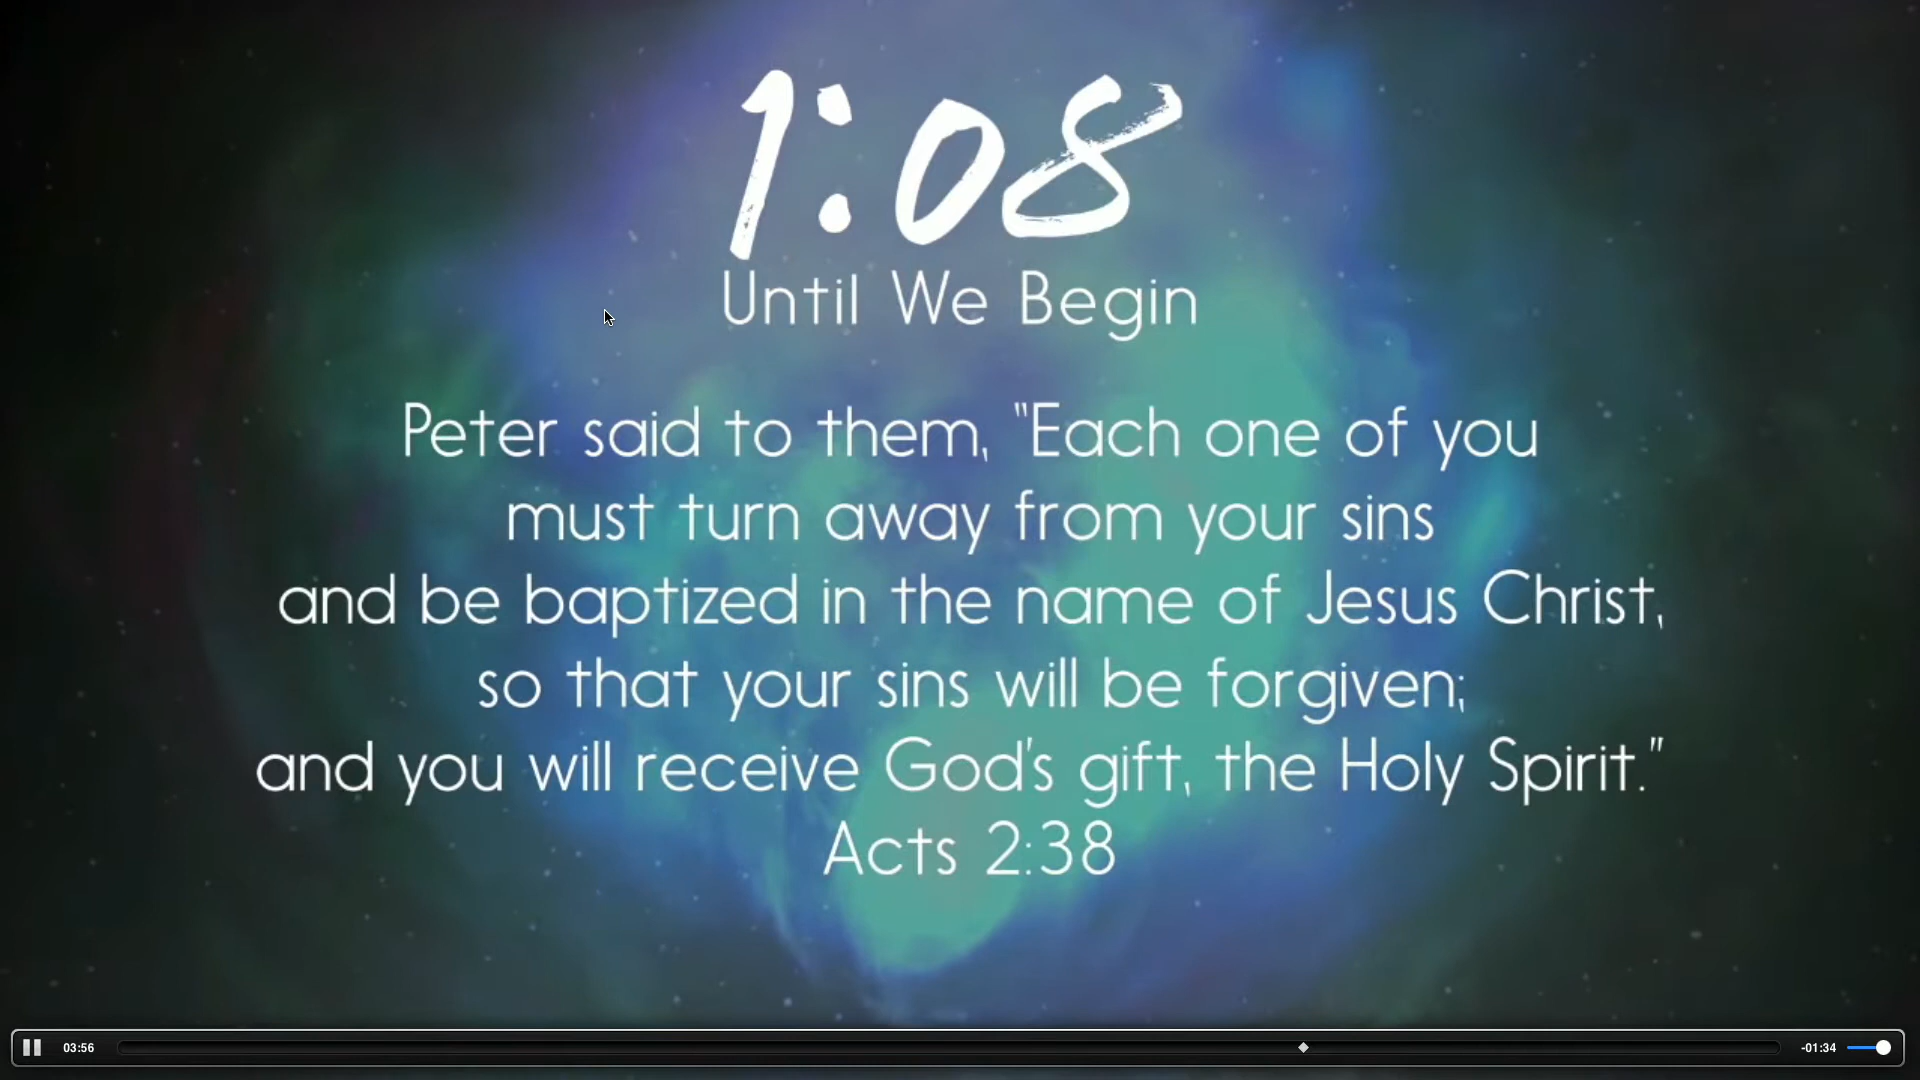 1:08
Until We Begin
Peter said to them, "Each one of you
must turn away from your sins
and be baptized in the name of Jesus Christ,
so that your sins will be forgiven;
and you will receive God's gift, the Holy Spirit."
Acts 2:38
03:56
-01:34